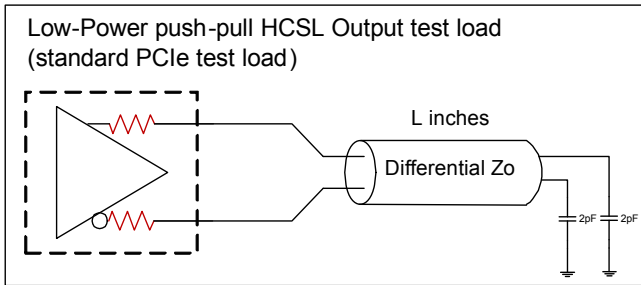 Low-Power push-pull HCSL Output test load
(standard PCIe test load)
L inches
Differential Zo
2pF 2pF